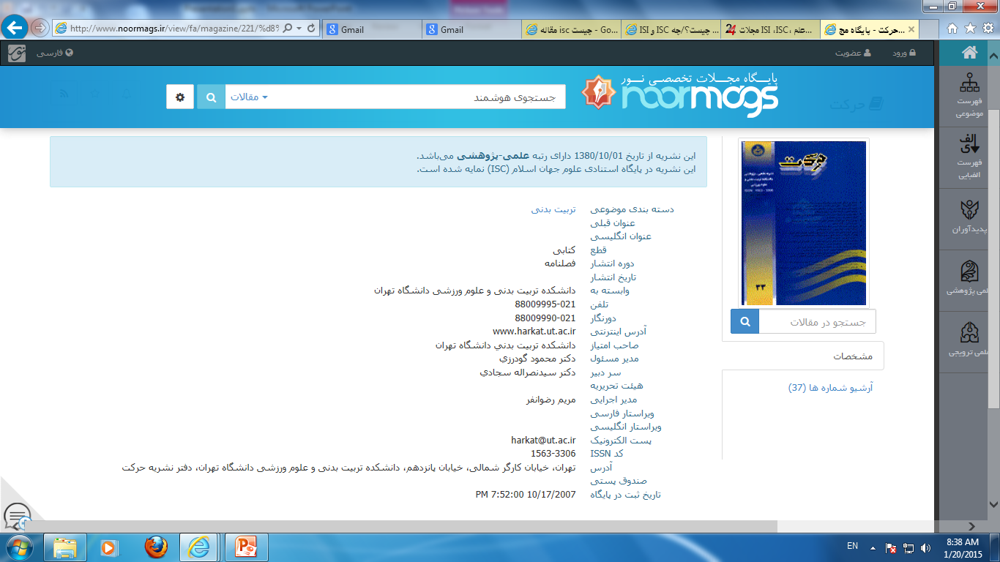 http://www.noormags.ir/view/fa/magazine/221/%d8%
Gmail
Gmail
مقاله isc چیست - Go...
ISI و ISC چیست؟/چه ...
مجلات ISI ،ISC، علم...
حرکت - پایگاه مج...
فارسی
عضویت
ورود
پایگاه مجلات تخصصی نور
noormags
جستجوی هوشمند
مقالات
حرکت
فهرست موضوعی
الف ی
فهرست الفبایی
پدیدآوران
علمی پژوهشی
علمی ترویجی
این نشریه از تاریخ 1380/10/01 دارای رتبه علمی-پژوهشی می‌باشد.
این نشریه در پایگاه استنادی علوم جهان اسلام (ISC) نمایه شده است.
دسته بندی موضوعی تربیت بدنی
عنوان قبلی
عنوان انگلیسی
قطع کتابی
دوره انتشار فصلنامه
تاریخ انتشار
وابسته به دانشکده تربیت بدنی و علوم ورزشی دانشگاه تهران
تلفن 88009995-021
دورنگار 88009990-021
آدرس اینترنتی www.harkat.ut.ac.ir
صاحب امتیاز دانشکده تربیت بدني دانشگاه تهران
مدیر مسئول دکتر محمود گودرزي
سر دبیر دکتر سیدنصراله سجادي
هیئت تحریریه
مدیر اجرایی مریم رضوانفر
ویراستار فارسی
ویراستار انگلیسی
پست الکترونیک harkat@ut.ac.ir
کد ISSN 1563-3306
آدرس تهران، خیابان کارگر شمالی، خیابان پانزدهم، دانشکده تربیت بدنی و علوم ورزشی دانشگاه تهران، دفتر نشریه حرکت
صندوق پستی
تاریخ ثبت در پایگاه 10/17/2007 7:52:00 PM
حرکت
۳۳
جستجو در مقالات
مشخصات
آرشیو شماره ها (37)
EN
8:38 AM
1/20/2015